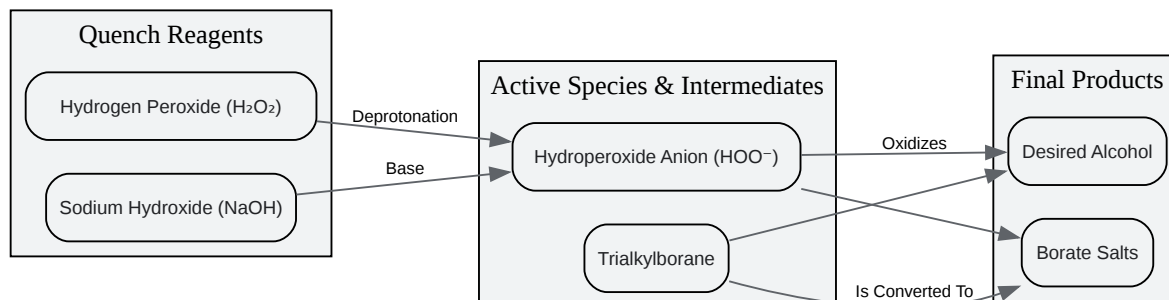 Quench Reagents
Hydrogen Peroxide (H₂O₂)
Sodium Hydroxide (NaOH)
Deprotonation
Base
Active Species & Intermediates
Hydroperoxide Anion (HOO⁻)
Trialkylborane
Oxidizes
Is Converted To
Final Products
Desired Alcohol
Borate Salts